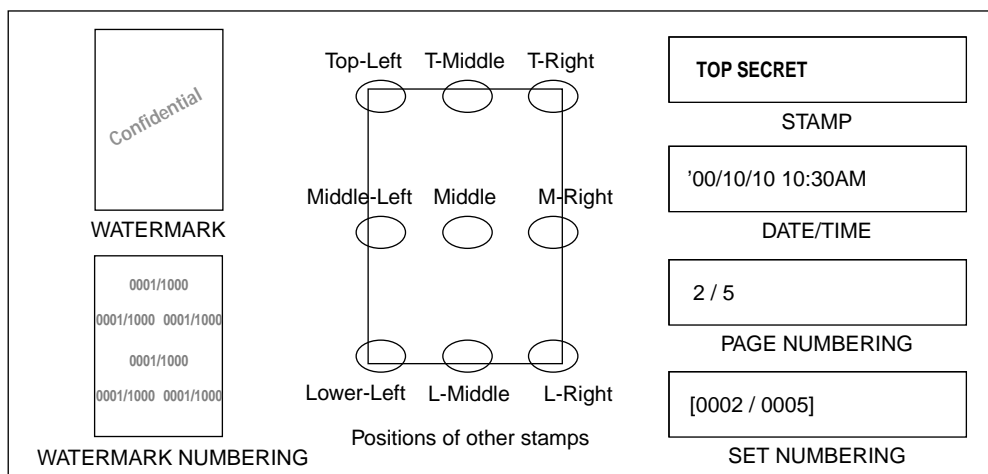 Confidential
WATERMARK
0001/1000
0001/1000 0001/1000
0001/1000
0001/1000 0001/1000
WATERMARK NUMBERING
Top-Left T-Middle T-Right
Middle-Left Middle M-Right
Lower-Left L-Middle L-Right
Positions of other stamps
TOP SECRET
STAMP
’00/10/10 10:30AM
DATE/TIME
2 / 5
PAGE NUMBERING
[0002 / 0005]
SET NUMBERING